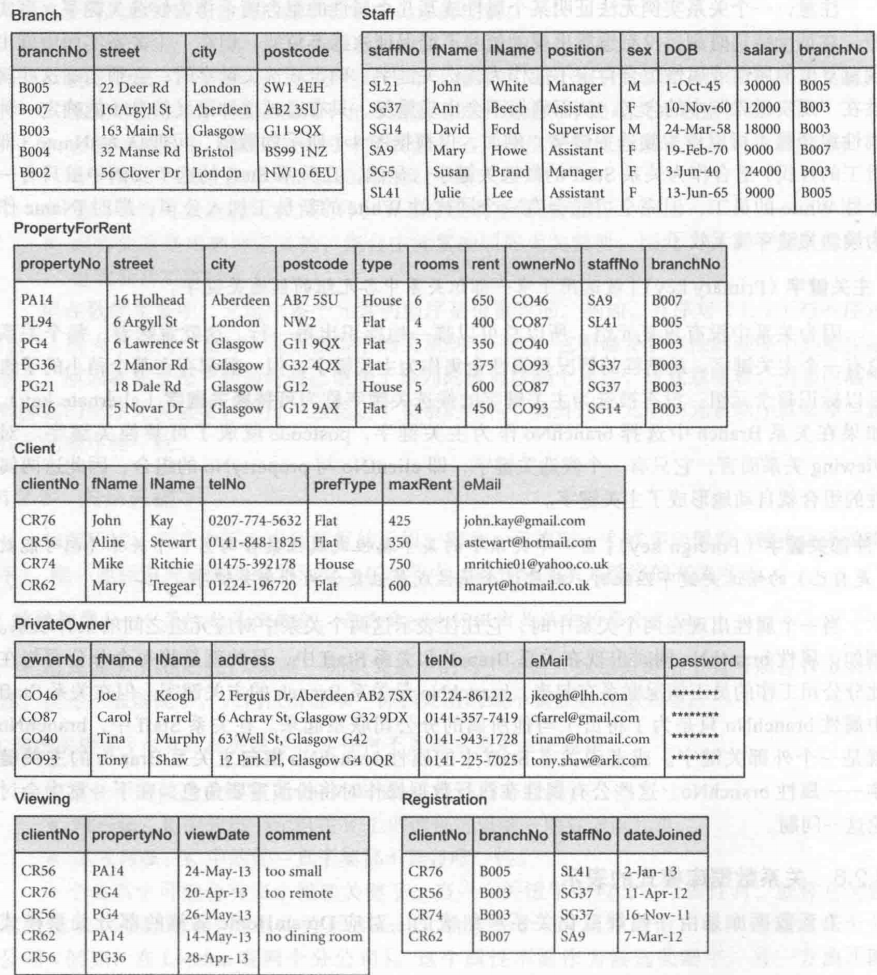 Branch
branchNo street city postcode
B005 22 Deer Rd London SW1 4EH
B007 16 Argyll St Aberdeen AB2 3SU
B003 163 Main St Glasgow G11 9QX
B004 32 Manse Rd Bristol BS99 1NZ
B002 56 Clover Dr London NW10 6EU
Staff
staffNo fName lName position sex DOB salary branchNo
SL21 John White Manager M 1-Oct-45 30000 B005
SG37 Ann Beech Assistant F 10-Nov-60 12000 B003
SG14 David Ford Supervisor M 24-Mar-58 18000 B003
SA9 Mary Howe Assistant F 19-Feb-70 9000 B007
SG5 Susan Brand Manager F 3-Jun-40 24000 B003
SL41 Julie Lee Assistant F 13-Jun-65 9000 B005
PropertyForRent
propertyNo street city postcode type rooms rent ownerNo staffNo branchNo
PA14 16 Holhead Aberdeen AB7 5SU House 6 650 CO46 SA9 B007
PL94 6 Argyll St London NW2 Flat 4 400 CO87 SL41 B005
PG4 6 Lawrence St Glasgow G11 9QX Flat 3 350 CO40 B003
PG36 2 Manor Rd Glasgow G32 4QX Flat 3 375 CO93 SG37 B003
PG21 18 Dale Rd Glasgow G12 House 5 600 CO87 SG37 B003
PG16 5 Novar Dr Glasgow G12 9AX Flat 4 450 CO93 SG14 B003
Client
clientNo fName lName telNo prefType maxRent eMail
CR76 John Kay 0207-774-5632 Flat 425 john.kay@gmail.com
CR56 Aline Stewart 0141-848-1825 Flat 350 astewart@hotmail.com
CR74 Mike Ritchie 01475-392178 House 750 mritchie01@yahoo.co.uk
CR62 Mary Tregear 01224-196720 Flat 600 maryt@hotmail.co.uk
PrivateOwner
ownerNo fName lName address telNo eMail password
CO46 Joe Keogh 2 Fergus Dr, Aberdeen AB2 7SX 01224-861212 jkeogh@lhh.com ********
CO87 Carol Farrel 6 Achray St, Glasgow G32 9DX 0141-357-7419 cfarrel@gmail.com ********
CO40 Tina Murphy 63 Well St, Glasgow G42 0141-943-1728 tinam@hotmail.com ********
CO93 Tony Shaw 12 Park Pl, Glasgow G4 0QR 0141-225-7025 tony.shaw@ark.com ********
Viewing
clientNo propertyNo viewDate comment
CR56 PA14 24-May-13 too small
CR76 PG4 20-Apr-13 too remote
CR56 PG4 26-May-13
CR62 PA14 14-May-13 no dining room
CR56 PG36 28-Apr-13
Registration
clientNo branchNo staffNo dateJoined
CR76 B005 SL41 2-Jan-13
CR56 B003 SG37 11-Apr-12
CR74 B003 SG37 16-Nov-11
CR62 B007 SA9 7-Mar-12